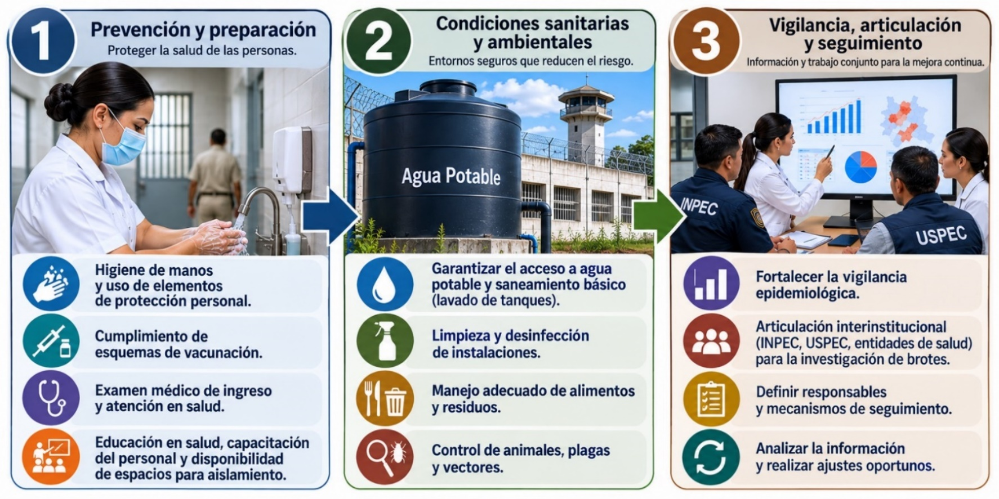 1
Prevención y preparación
Proteger la salud de las personas.
Higiene de manos
y uso de elementos
de protección personal.
Cumplimiento de
esquemas de vacunación.
Examen médico de ingreso
y atención en salud.
Educación en salud, capacitación
del personal y disponibilidad
de espacios para aislamiento.
2
Condiciones sanitarias
y ambientales
Entornos seguros que reducen el riesgo.
Agua Potable
Garantizar el acceso a agua
potable y saneamiento básico
(lavado de tanques).
Limpieza y desinfección
de instalaciones.
Manejo adecuado de alimentos
y residuos.
Control de animales, plagas
y vectores.
3
Vigilancia, articulación
y seguimiento
Información y trabajo conjunto para la mejora continua.
INPEC
USPEC
Fortalecer la vigilancia
epidemiológica.
Articulación interinstitucional
(INPEC, USPEC, entidades de salud)
para la investigación de brotes.
Definir responsables
y mecanismos de seguimiento.
Analizar la información
y realizar ajustes oportunos.